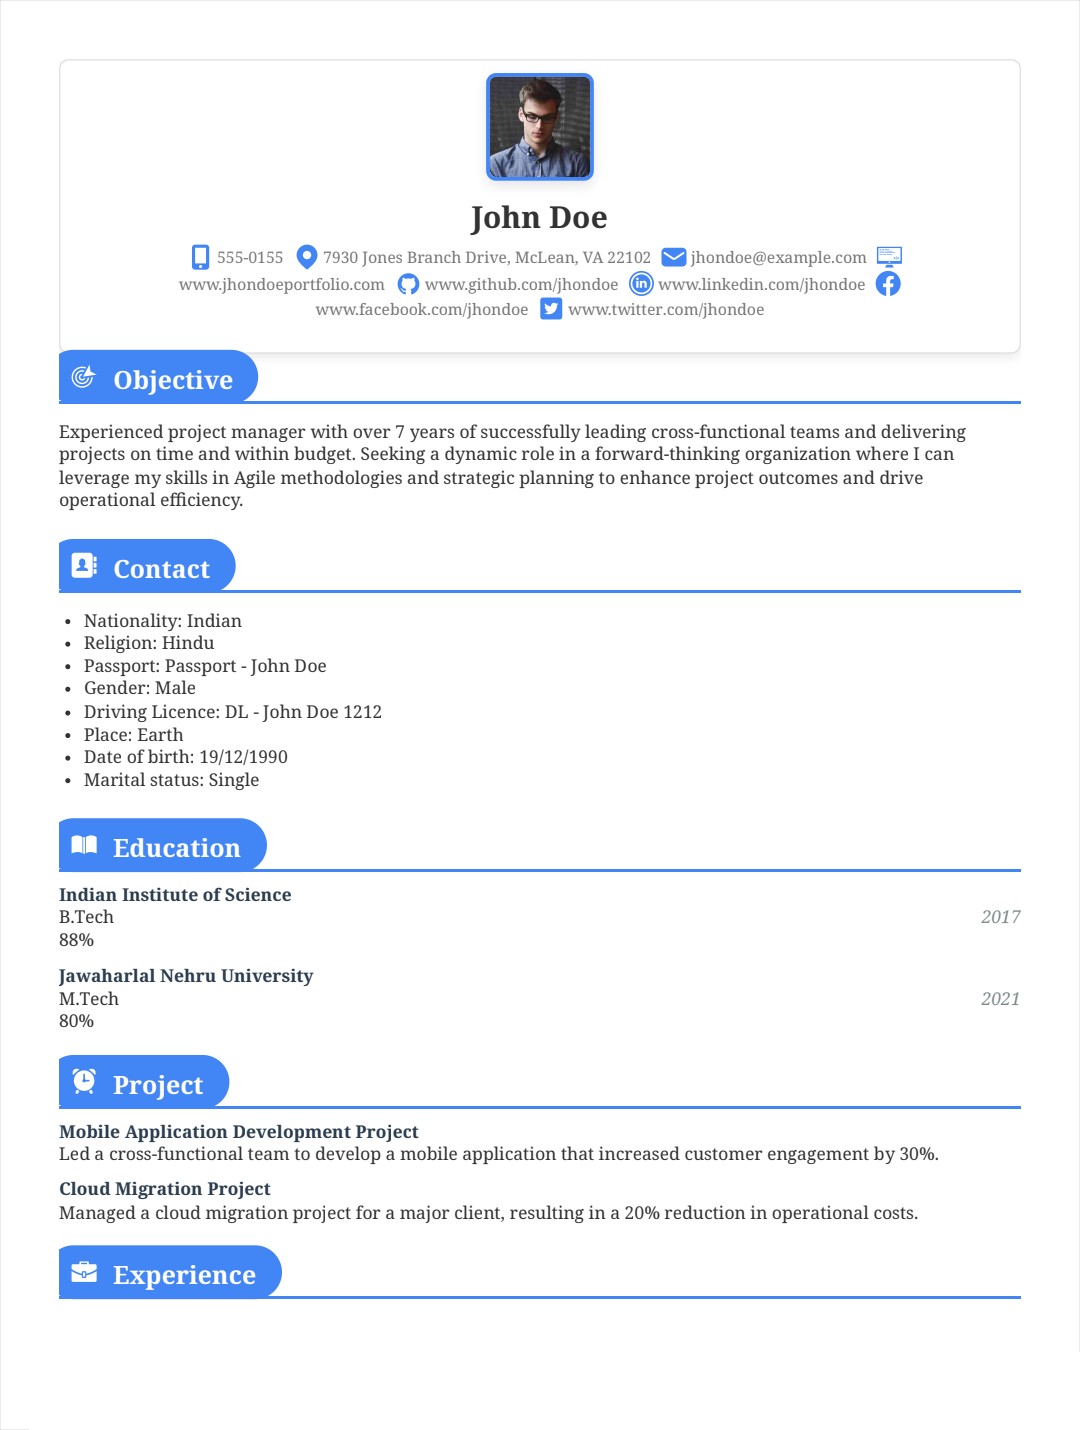 John Doe
555-0155 7930 Jones Branch Drive, McLean, VA 22102 jhondoe@example.com
www.jhondoeportfolio.com www.github.com/jhondoe www.linkedin.com/jhondoe
www.facebook.com/jhondoe www.twitter.com/jhondoe
Objective
Experienced project manager with over 7 years of successfully leading cross-functional teams and delivering
projects on time and within budget. Seeking a dynamic role in a forward-thinking organization where I can
leverage my skills in Agile methodologies and strategic planning to enhance project outcomes and drive
operational efficiency.
Contact
• Nationality: Indian
• Religion: Hindu
• Passport: Passport - John Doe
• Gender: Male
• Driving Licence: DL - John Doe 1212
• Place: Earth
• Date of birth: 19/12/1990
• Marital status: Single
Education
Indian Institute of Science
B.Tech 2017
88%
Jawaharlal Nehru University
M.Tech 2021
80%
Project
Mobile Application Development Project
Led a cross-functional team to develop a mobile application that increased customer engagement by 30%.
Cloud Migration Project
Managed a cloud migration project for a major client, resulting in a 20% reduction in operational costs.
Experience